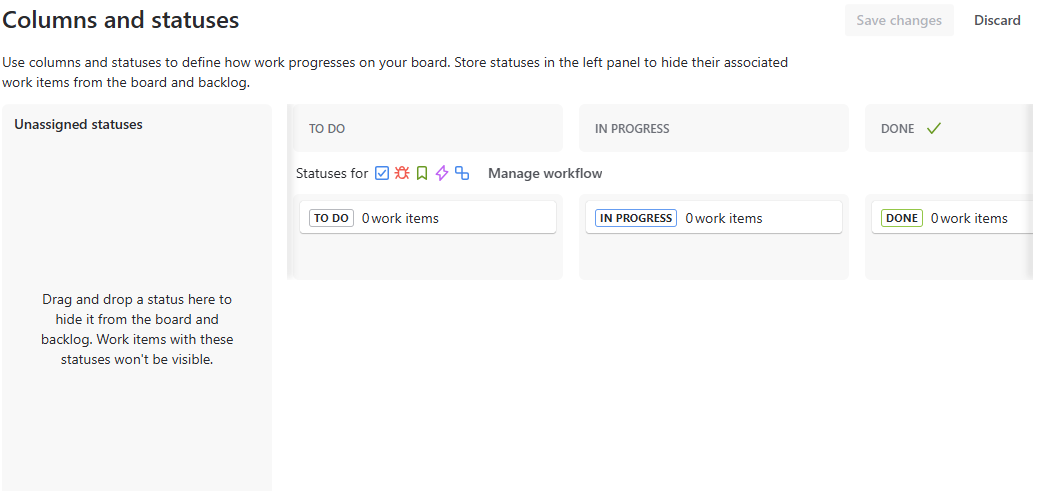 Columns and statuses
Save changes
Discard
Use columns and statuses to define how work progresses on your board. Store statuses in the left panel to hide their associated
work items from the board and backlog.
Unassigned statuses
Drag and drop a status here to
hide it from the board and
backlog. Work items with these
statuses won't be visible.
TO DO
IN PROGRESS
DONE
Statuses for
Manage workflow
TO DO 0 work items
IN PROGRESS 0 work items
DONE 0 work items